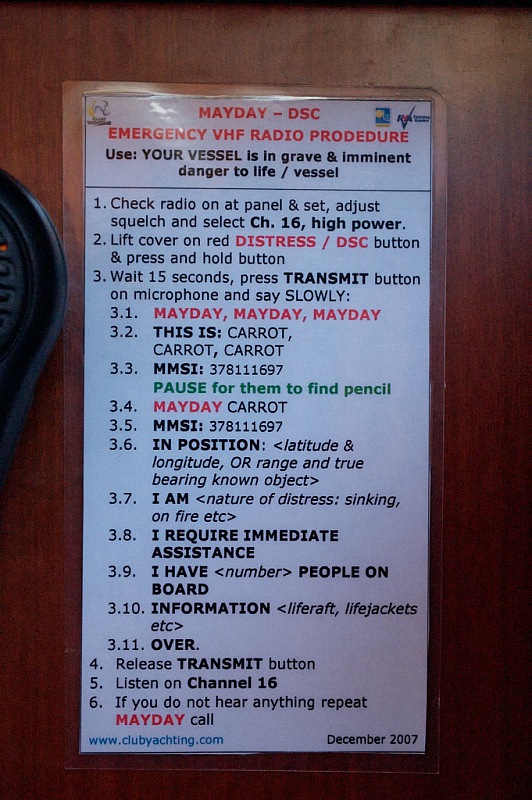 MAYDAY – DSC
EMERGENCY VHF RADIO PRODEDURE
Use: YOUR VESSEL is in grave & imminent
danger to life / vessel
1. Check radio on at panel & set, adjust
squelch and select Ch. 16, high power.
2. Lift cover on red DISTRESS / DSC button
& press and hold button
3. Wait 15 seconds, press TRANSMIT button
on microphone and say SLOWLY:
3.1. MAYDAY, MAYDAY, MAYDAY
3.2. THIS IS: CARROT,
CARROT, CARROT
3.3. MMSI: 378111697
PAUSE for them to find pencil
3.4. MAYDAY CARROT
3.5. MMSI: 378111697
3.6. IN POSITION: <latitude &
longitude, OR range and true
bearing known object>
3.7. I AM <nature of distress: sinking,
on fire etc>
3.8. I REQUIRE IMMEDIATE
ASSISTANCE
3.9. I HAVE <number> PEOPLE ON
BOARD
3.10. INFORMATION <liferaft, lifejackets
etc>
3.11. OVER.
4. Release TRANSMIT button
5. Listen on Channel 16
6. If you do not hear anything repeat
MAYDAY call
www.clubyachting.com December 2007